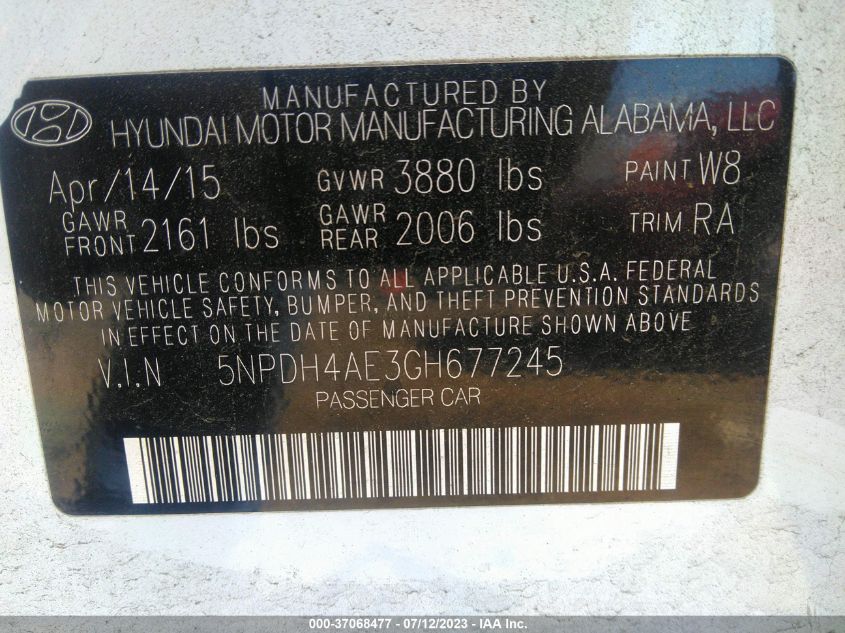 MANUFACTURED BY
HYUNDAI MOTOR MANUFACTURING ALABAMA, LLC
Apr/14/15 GVWR 3880 lbs PAINT W8
GAWR FRONT 2161 lbs GAWR REAR 2006 lbs TRIM RA
THIS VEHICLE CONFORMS TO ALL APPLICABLE U.S.A. FEDERAL
MOTOR VEHICLE SAFETY, BUMPER, AND THEFT PREVENTION STANDARDS
IN EFFECT ON THE DATE OF MANUFACTURE SHOWN ABOVE
V.I.N 5NPDH4AE3GH677245
PASSENGER CAR
000-37068477 - 07/12/2023 - IAA Inc.